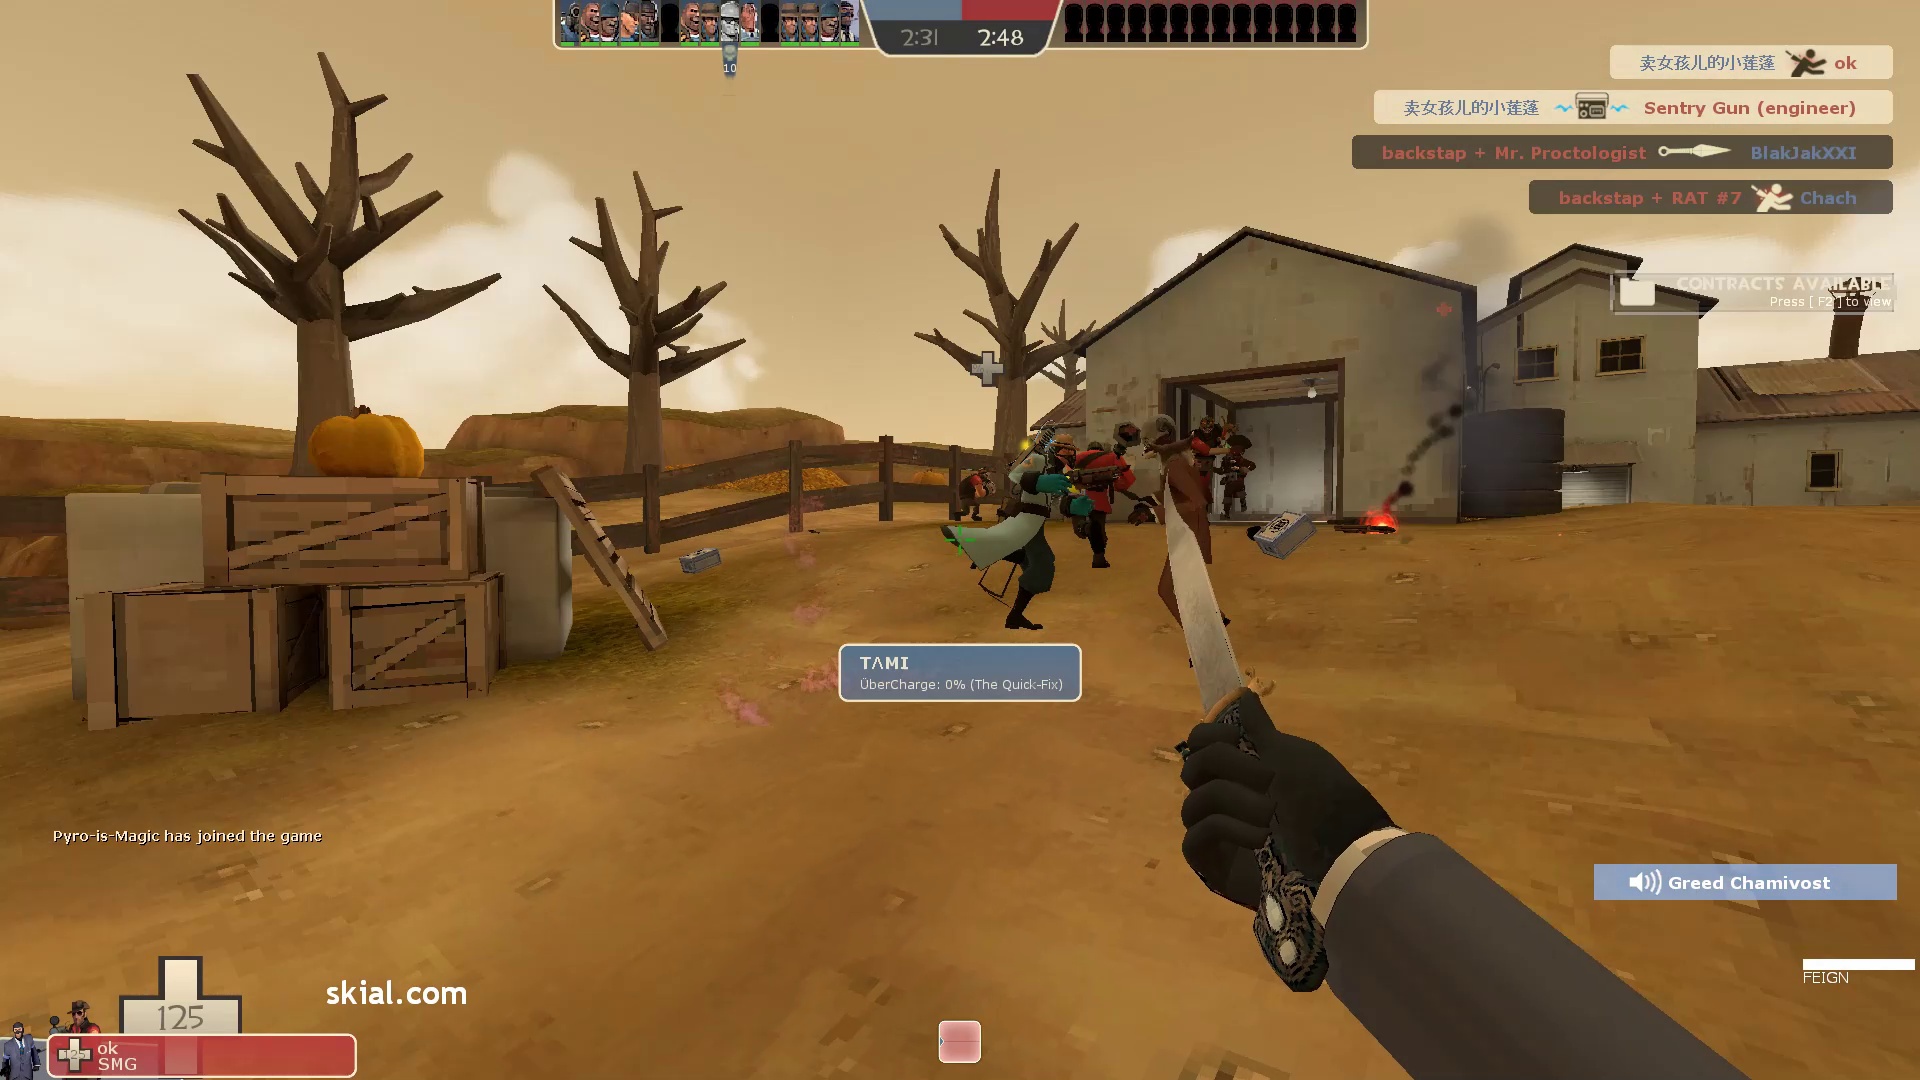 2:31
2:48
10
卖女孩儿的小莲蓬 ok
卖女孩儿的小莲蓬 Sentry Gun (engineer)
backstap + Mr. Proctologist BlakJakXXI
backstap + RAT #7 Chach
CONTRACTS AVAILABLE
Press [ F2 ] to view
TΛMI
ÜberCharge: 0% (The Quick-Fix)
Pyro-is-Magic has joined the game
Greed Chamivost
FEIGN
skial.com
125
125
ok
SMG